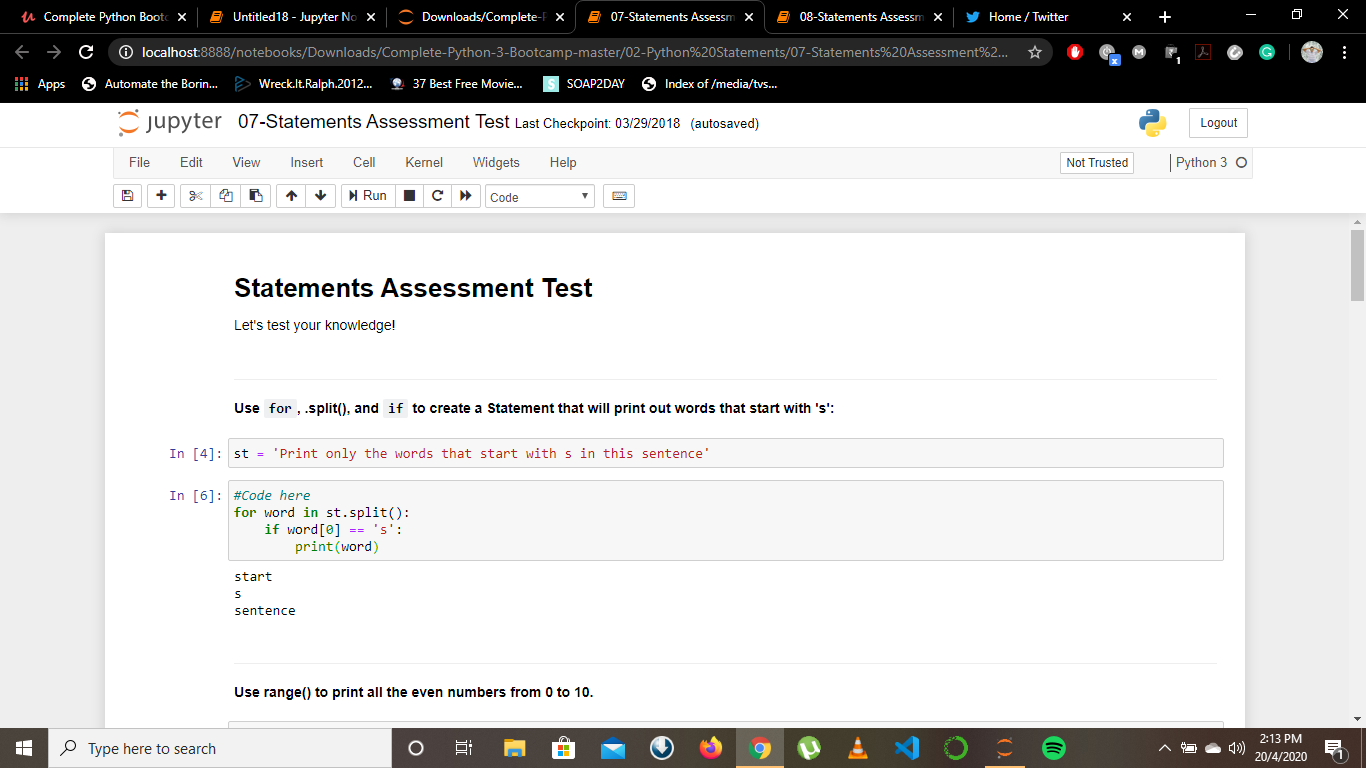 Complete Python Bootc
Untitled18 - Jupyter No
Downloads/Complete-P
07-Statements Assessm
08-Statements Assessm
Home / Twitter
localhost:8888/notebooks/Downloads/Complete-Python-3-Bootcamp-master/02-Python%20Statements/07-Statements%20Assessment%2...
Apps
Automate the Borin...
Wreck.It.Ralph.2012...
37 Best Free Movie...
S SOAP2DAY
Index of /media/tvs...
jupyter 07-Statements Assessment Test Last Checkpoint: 03/29/2018 (autosaved)
Logout
File Edit View Insert Cell Kernel Widgets Help
Not Trusted
Python 3
Run
Code
Statements Assessment Test
Let's test your knowledge!
Use for, .split(), and if to create a Statement that will print out words that start with 's':
In [4]: st = 'Print only the words that start with s in this sentence'
In [6]: #Code here
for word in st.split():
    if word[0] == 's':
        print(word)
start
s
sentence
Use range() to print all the even numbers from 0 to 10.
Type here to search
2:13 PM
20/4/2020
1